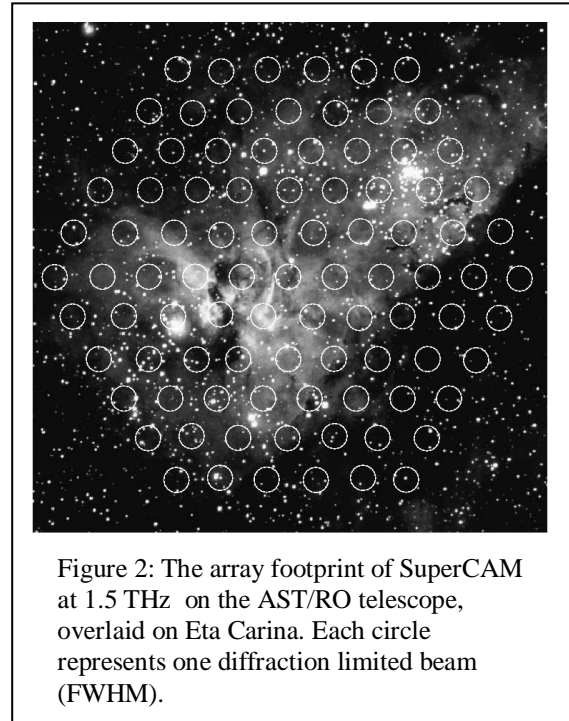 Figure 2: The array footprint of SuperCAM
at 1.5 THz on the AST/RO telescope,
overlaid on Eta Carina. Each circle
represents one diffraction limited beam
(FWHM).